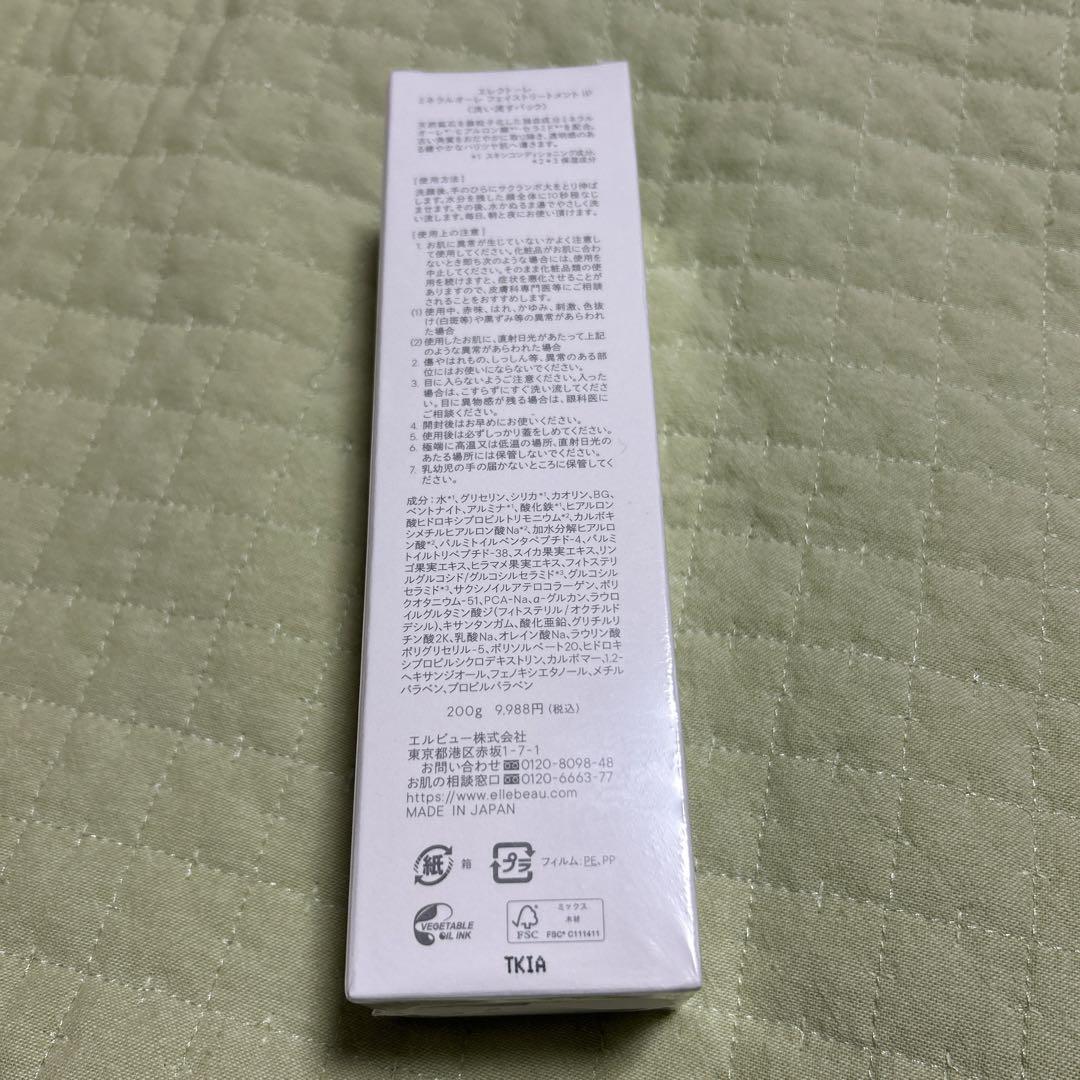 エレクトーレ
ミネラルオーレ フェイストリートメント iP
〈洗い流すパック〉
天然鉱石を微粒子化した独自成分ミネラル
オーレ*¹・ヒアルロン酸*²・セラミド*³を配合。
古い角質をおだやかに取り除き、透明感のあ
る健やかなハリツヤ肌へ導きます。
*1 スキンコンディショニング成分、
*2*3 保湿成分
[使用方法]
洗顔後、手のひらにサクランボ大をとり伸ば
します。水分を残した顔全体に10秒程なじ
ませます。その後、水かぬるま湯でやさしく洗
い流します。毎日、朝と夜にお使い頂けます。
[使用上の注意]
1. お肌に異常が生じていないかよく注意し
て使用してください。化粧品がお肌に合わ
ないとき即ち次のような場合には、使用を
中止してください。そのまま化粧品類の使
用を続けますと、症状を悪化させることが
ありますので、皮膚科専門医等にご相談
されることをおすすめします。
(1) 使用中、赤味、はれ、かゆみ、刺激、色抜
け(白斑等)や黒ずみ等の異常があらわれ
た場合
(2) 使用したお肌に、直射日光があたって上記
のような異常があらわれた場合
2. 傷やはれもの、しっしん等、異常のある部
位にはお使いにならないでください。
3. 目に入らないようご注意ください。入った
場合は、こすらずにすぐ洗い流してくださ
い。目に異物感が残る場合は、眼科医に
ご相談ください。
4. 開封後はお早めにお使いください。
5. 使用後は必ずしっかり蓋をしめてください。
6. 極端に高温又は低温の場所、直射日光の
あたる場所には保管しないでください。
7. 乳幼児の手の届かないところに保管してく
ださい。
成分:水*¹、グリセリン、シリカ*¹、カオリン、BG、
ベントナイト、アルミナ*¹、酸化鉄*¹、ヒアルロン
酸ヒドロキシプロピルトリモニウム*²、カルボキ
シメチルヒアルロン酸Na*²、加水分解ヒアルロ
ン酸*²、パルミトイルペンタペプチド-4、パルミ
トイルトリペプチド-38、スイカ果実エキス、リン
ゴ果実エキス、ヒラマメ果実エキス、フィトステリ
ルグルコシド/グルコシルセラミド*³、グルコシル
セラミド*³、サクシノイルアテロコラーゲン、ポリ
クオタニウム-51、PCA-Na、α-グルカン、ラウロ
イルグルタミン酸ジ(フィトステリル/オクチルド
デシル)、キサンタンガム、酸化亜鉛、グリチルリ
チン酸2K、乳酸Na、オレイン酸Na、ラウリン酸
ポリグリセリル-5、ポリソルベート20、ヒドロキ
シプロピルシクロデキストリン、カルボマー、1,2-
ヘキサンジオール、フェノキシエタノール、メチル
パラベン、プロピルパラベン
200g 9,988円(税込)
エルビュー株式会社
東京都港区赤坂1-7-1
お問い合わせ 0120-8098-48
お肌の相談窓口 0120-6663-77
https://www.ellebeau.com
MADE IN JAPAN
紙 箱 プラ フィルム:PE、PP
VEGETABLE
OIL INK
FSC
ミックス
木材
FSC® C111411
TKIA